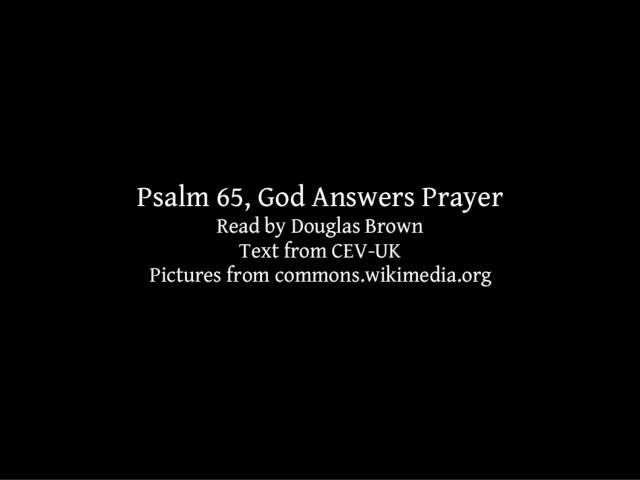 Psalm 65, God Answers Prayer
Read by Douglas Brown
Text from CEV-UK
Pictures from commons.wikimedia.org